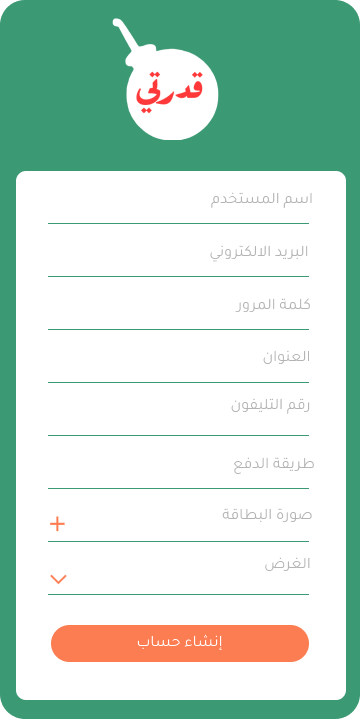 قدرتي
اسم المستخدم
البريد الالكتروني
كلمة المرور
العنوان
رقم التليفون
طريقة الدفع
صورة البطاقة
الغرض
إنشاء حساب